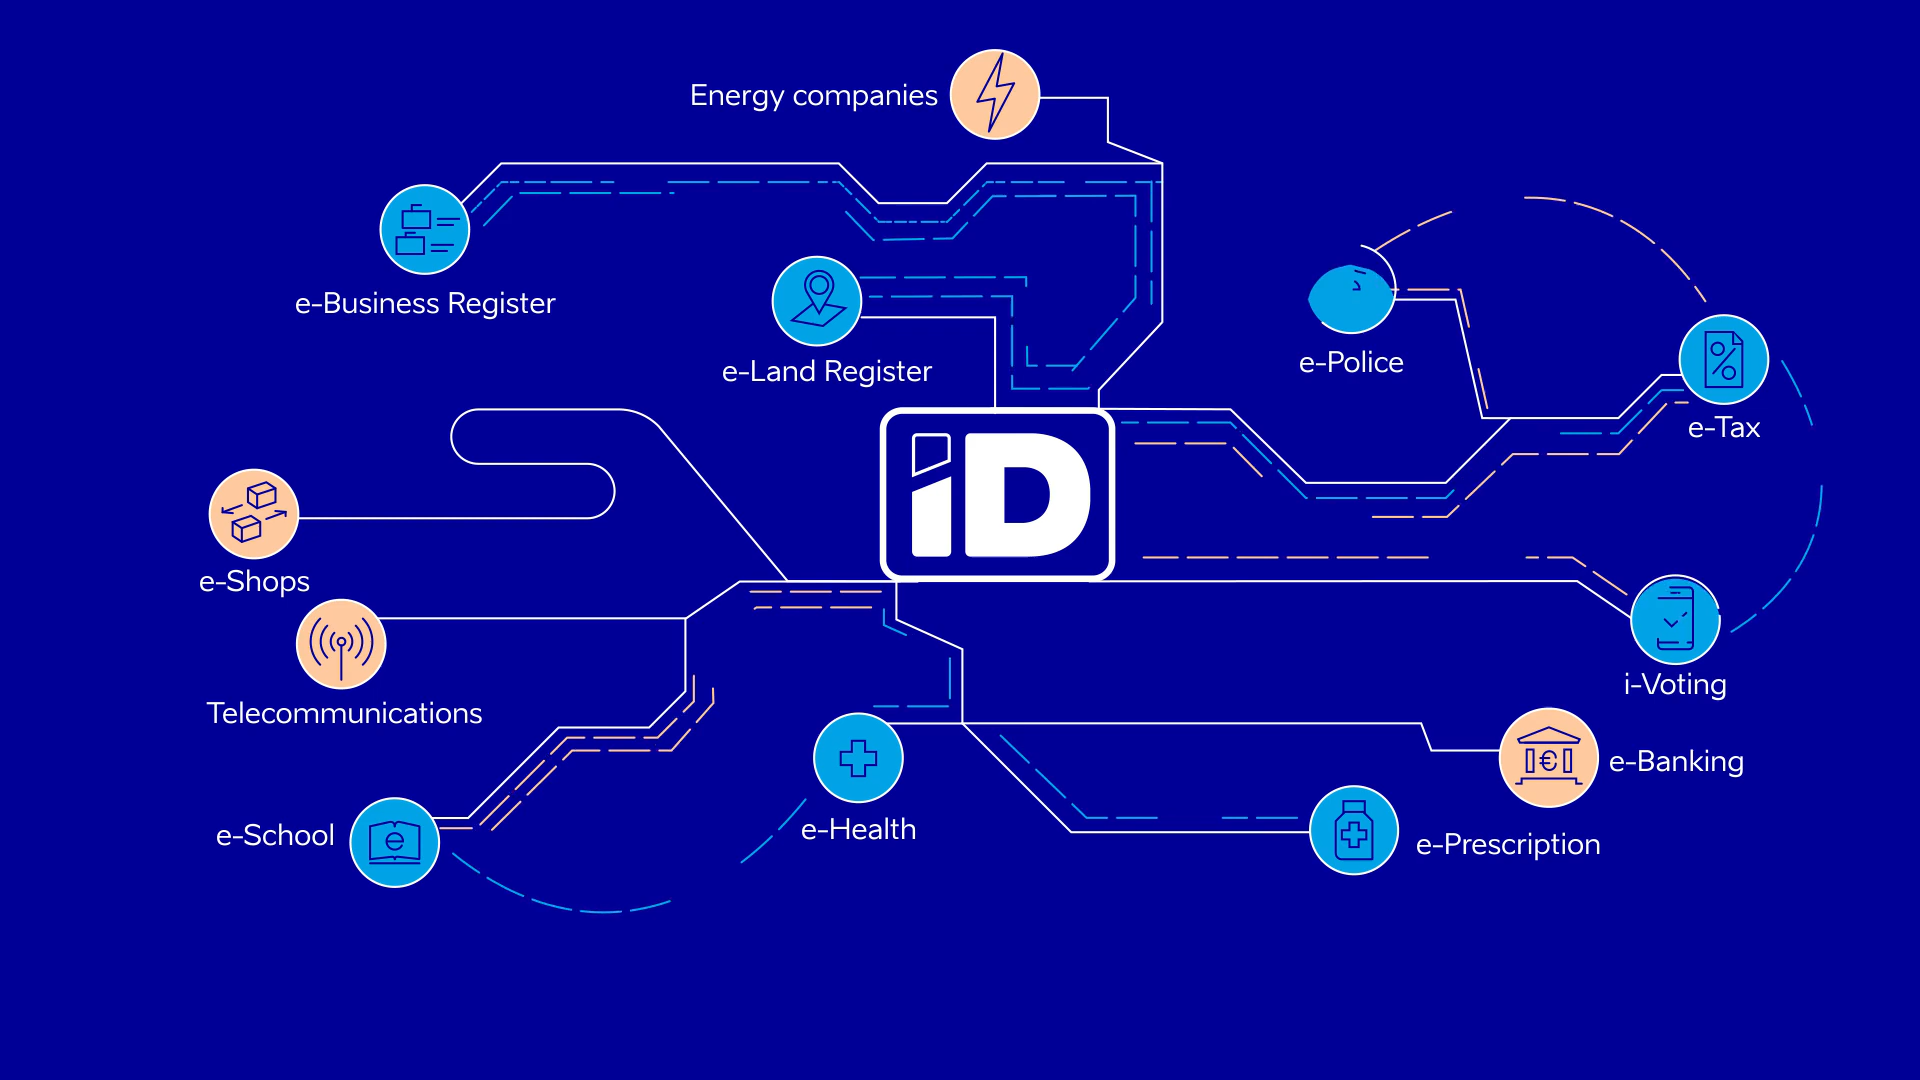 Energy companies
e-Business Register
e-Land Register
e-Police
e-Tax
iD
e-Shops
Telecommunications
i-Voting
e-Banking
e-School
e
e-Health
e-Prescription
€
%